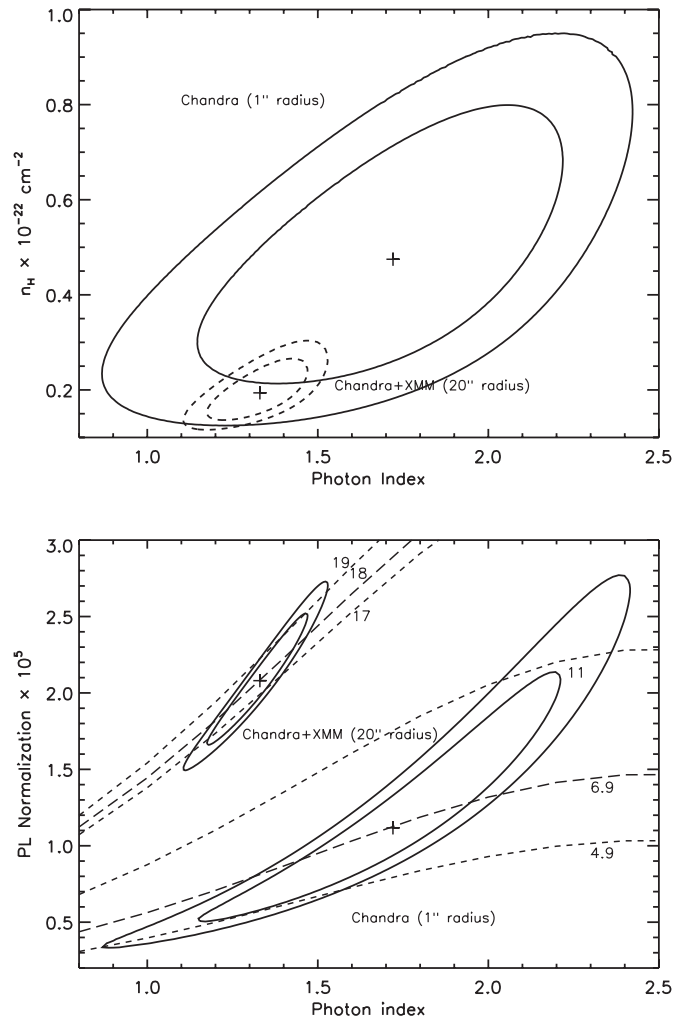 1.0
0.8
0.6
0.4
0.2
n_H × 10^-22 cm^-2
Chandra (1" radius)
Chandra+XMM (20" radius)
1.0 1.5 2.0 2.5
Photon Index
3.0
2.5
2.0
1.5
1.0
0.5
PL Normalization × 10^5
19
18
17
11
Chandra+XMM (20" radius)
6.9
4.9
Chandra (1" radius)
1.0 1.5 2.0 2.5
Photon index